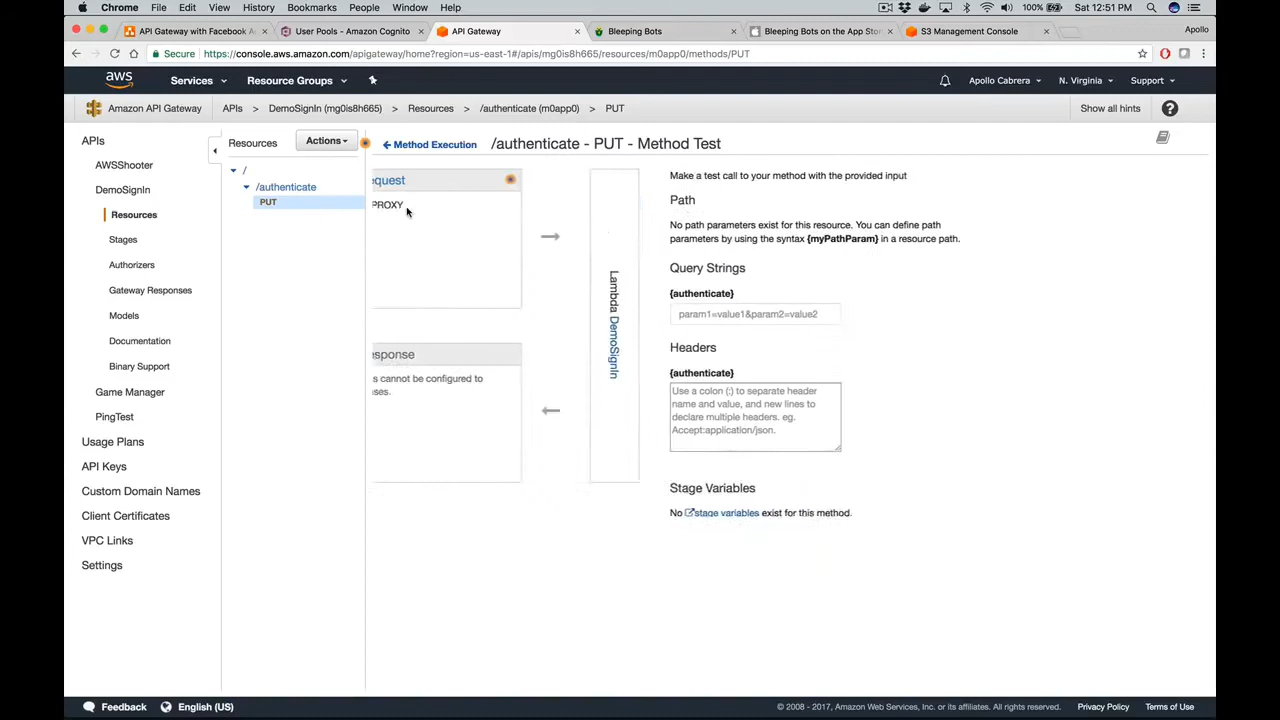 Chrome File Edit View History Bookmarks People Window Help
100% Sat 12:51 PM
API Gateway with Facebook A
User Pools - Amazon Cognito
API Gateway
Bleeping Bots
Bleeping Bots on the App Stor
S3 Management Console
Apollo
Secure https://console.aws.amazon.com/apigateway/home?region=us-east-1#/apis/mg0is8h665/resources/m0app0/methods/PUT
aws Services Resource Groups
Apollo Cabrera N. Virginia Support
Amazon API Gateway APIs > DemoSignIn (mg0is8h665) > Resources > /authenticate (m0app0) > PUT
Show all hints ?
APIs
AWSShooter
DemoSignIn
Resources
Stages
Authorizers
Gateway Responses
Models
Documentation
Binary Support
Game Manager
PingTest
Usage Plans
API Keys
Custom Domain Names
Client Certificates
VPC Links
Settings
Resources Actions
/
/authenticate
PUT
Method Execution /authenticate - PUT - Method Test
equest
PROXY
esponse
s cannot be configured to
ses.
Lambda DemoSignIn
Make a test call to your method with the provided input
Path
No path parameters exist for this resource. You can define path
parameters by using the syntax {myPathParam} in a resource path.
Query Strings
{authenticate}
param1=value1&param2=value2
Headers
{authenticate}
Use a colon (:) to separate header
name and value, and new lines to
declare multiple headers. eg.
Accept:application/json.
Stage Variables
No stage variables exist for this method.
Feedback English (US)
© 2008 - 2017, Amazon Web Services, Inc. or its affiliates. All rights reserved. Privacy Policy Terms of Use